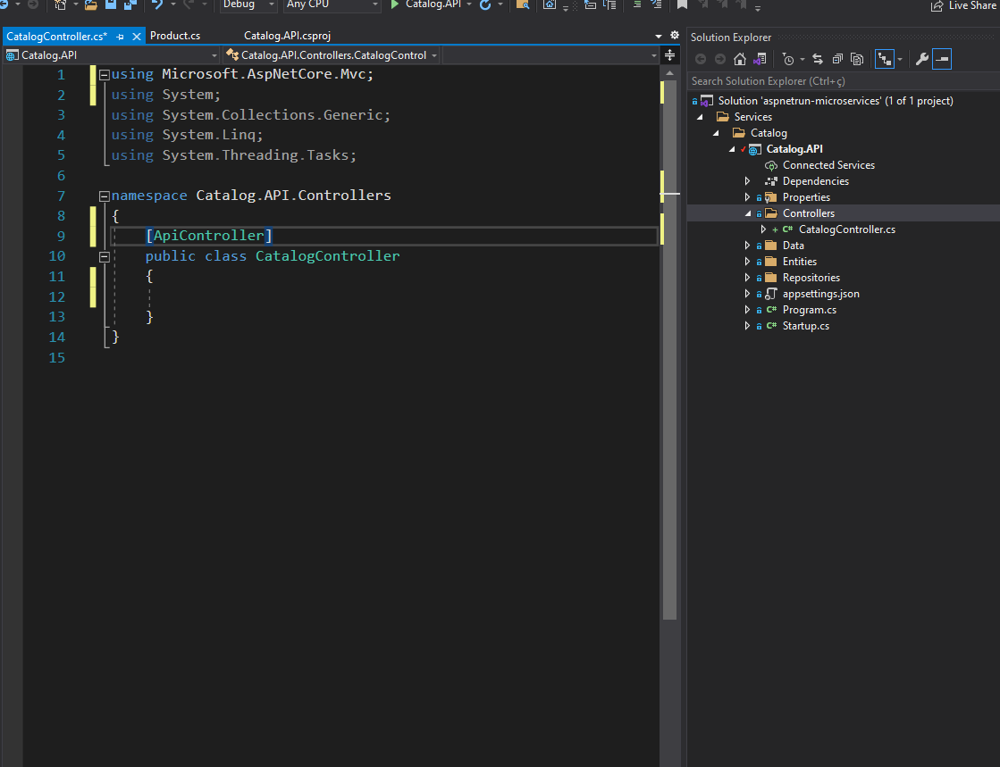 Debug Any CPU Catalog.API Live Share
CatalogController.cs* Product.cs Catalog.API.csproj
Catalog.API Catalog.API.Controllers.CatalogControl
1 using Microsoft.AspNetCore.Mvc;
2 using System;
3 using System.Collections.Generic;
4 using System.Linq;
5 using System.Threading.Tasks;
6
7 namespace Catalog.API.Controllers
8 {
9 [ApiController]
10 public class CatalogController
11 {
12
13 }
14 }
15
Solution Explorer
Search Solution Explorer (Ctrl+ç)
Solution 'aspnetrun-microservices' (1 of 1 project)
Services
Catalog
Catalog.API
Connected Services
Dependencies
Properties
Controllers
C# CatalogController.cs
Data
Entities
Repositories
appsettings.json
C# Program.cs
C# Startup.cs